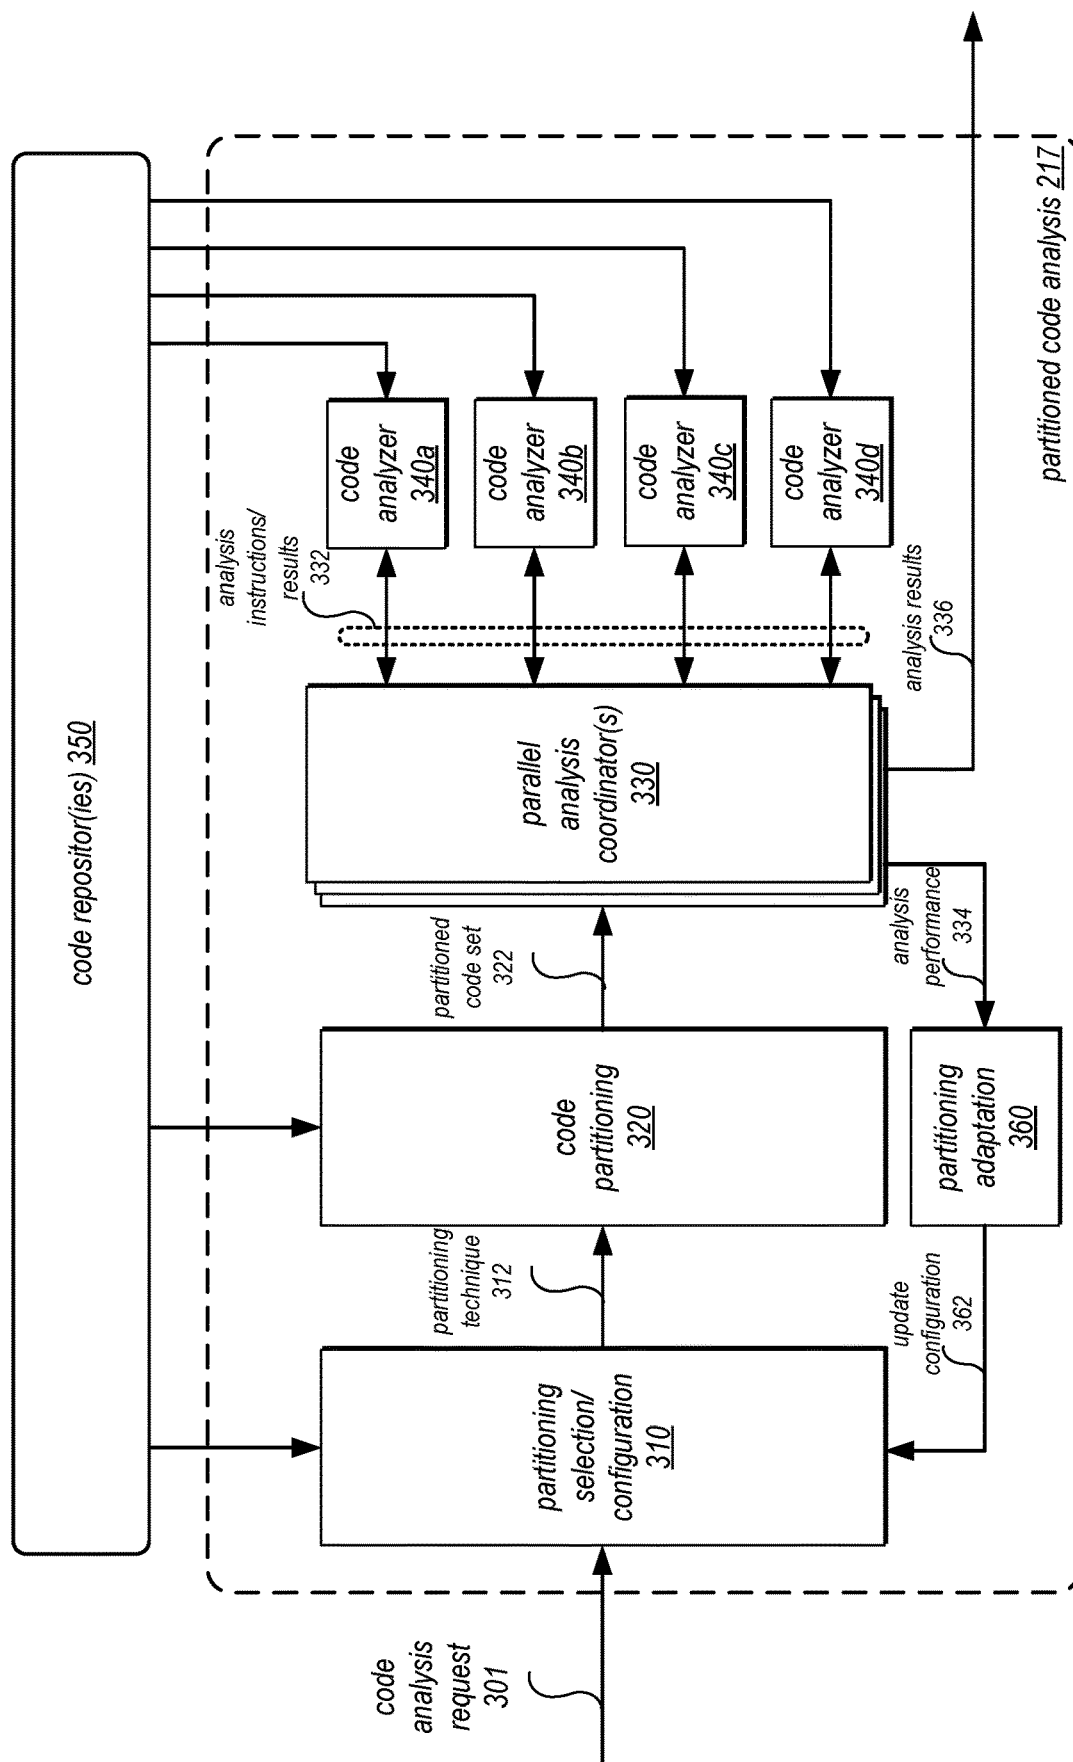 code repositor(ies) 350
code
analysis
request
301
partitioning
selection/
configuration
310
partitioning
technique
312
code
partitioning
320
partitioned
code set
322
parallel
analysis
coordinator(s)
330
analysis
instructions/
results
332
code
analyzer
340a
code
analyzer
340b
code
analyzer
340c
code
analyzer
340d
update
configuration
362
partitioning
adaptation
360
analysis
performance
334
analysis results
336
partitioned code analysis 217